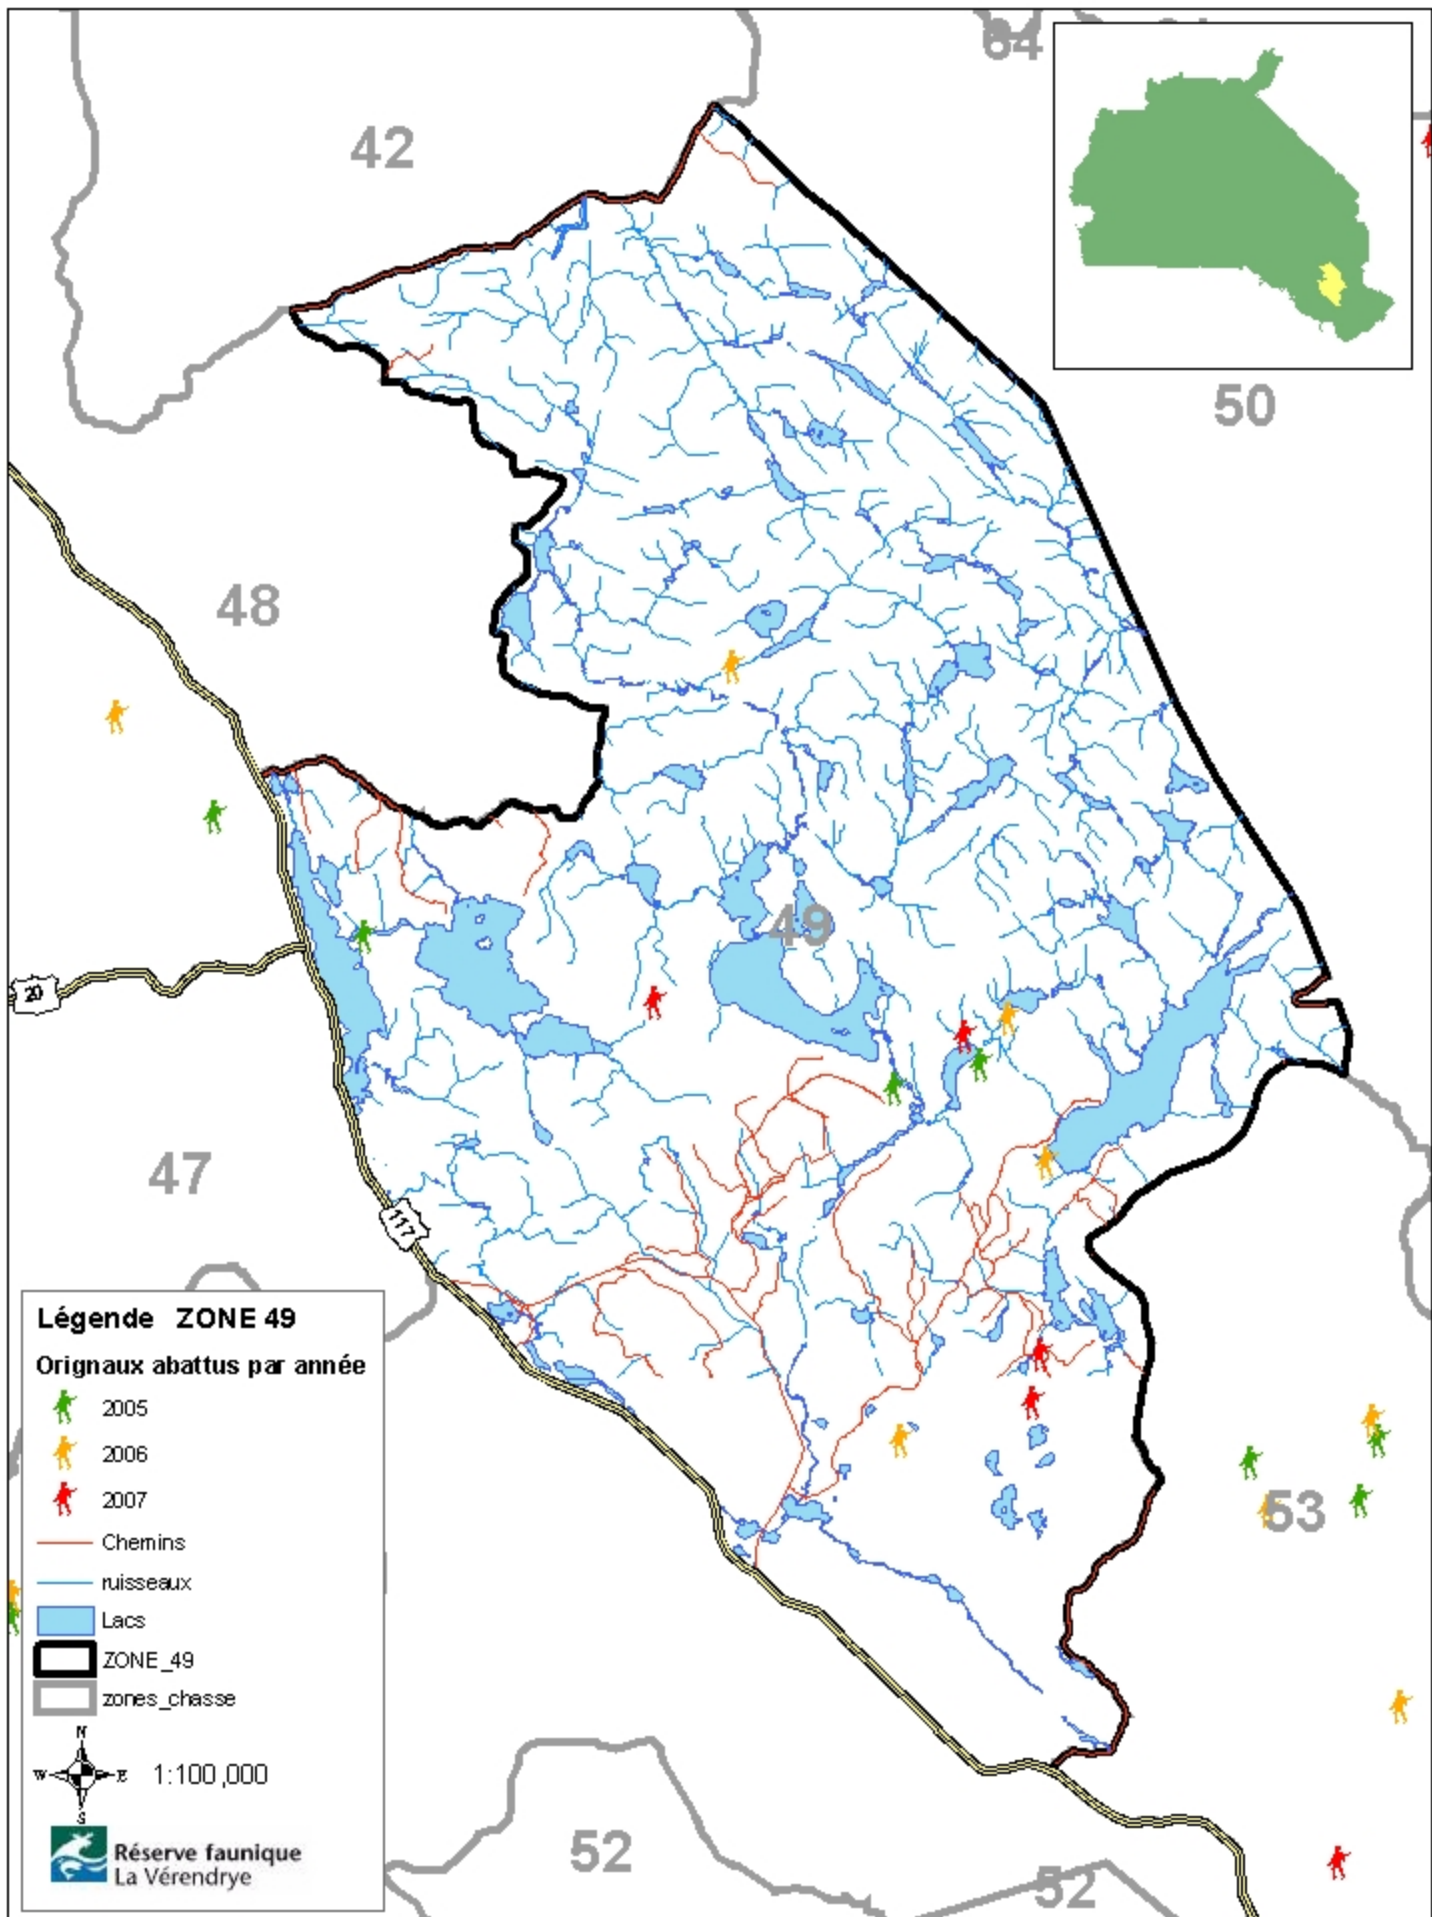 64
42
50
48
49
20
47
117
53
52
52
Légende ZONE 49
Orignaux abattus par année
2005
2006
2007
Chemins
ruisseaux
Lacs
ZONE_49
zones_chasse
N
W E
S
1:100,000
Réserve faunique
La Vérendrye